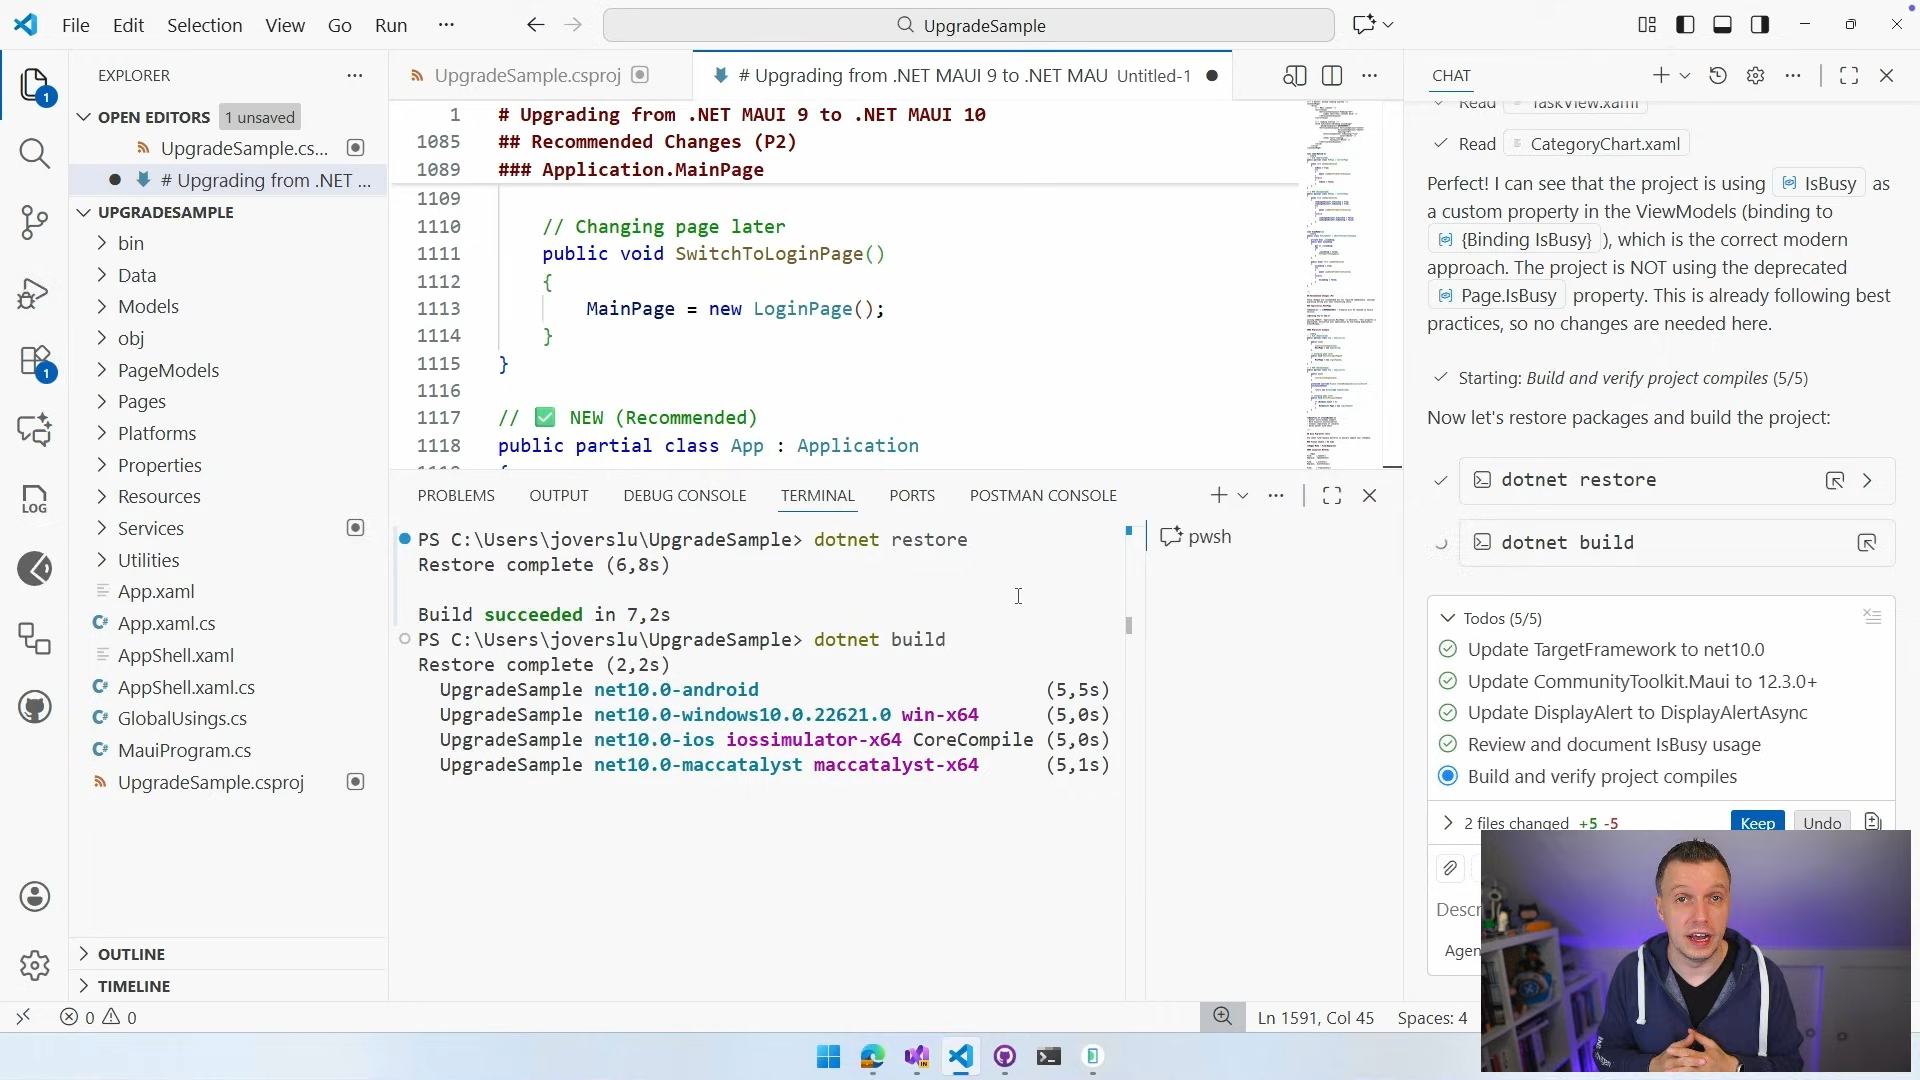 File Edit Selection View Go Run ···
UpgradeSample
EXPLORER
OPEN EDITORS 1 unsaved
UpgradeSample.cs...
# Upgrading from .NET ...
UPGRADESAMPLE
bin
Data
Models
obj
PageModels
Pages
Platforms
Properties
Resources
Services
Utilities
App.xaml
App.xaml.cs
AppShell.xaml
AppShell.xaml.cs
GlobalUsings.cs
MauiProgram.cs
UpgradeSample.csproj
OUTLINE
TIMELINE
1
1
LOG
UpgradeSample.csproj
# Upgrading from .NET MAUI 9 to .NET MAU Untitled-1
1 # Upgrading from .NET MAUI 9 to .NET MAUI 10
1085 ## Recommended Changes (P2)
1089 ### Application.MainPage
1109
1110 // Changing page later
1111 public void SwitchToLoginPage()
1112 {
1113 MainPage = new LoginPage();
1114 }
1115 }
1116
1117 // ✅ NEW (Recommended)
1118 public partial class App : Application
PROBLEMS OUTPUT DEBUG CONSOLE TERMINAL PORTS POSTMAN CONSOLE
PS C:\Users\joverslu\UpgradeSample> dotnet restore
Restore complete (6,8s)
Build succeeded in 7,2s
PS C:\Users\joverslu\UpgradeSample> dotnet build
Restore complete (2,2s)
UpgradeSample net10.0-android (5,5s)
UpgradeSample net10.0-windows10.0.22621.0 win-x64 (5,0s)
UpgradeSample net10.0-ios iossimulator-x64 CoreCompile (5,0s)
UpgradeSample net10.0-maccatalyst maccatalyst-x64 (5,1s)
pwsh
CHAT
Read TaskView.xaml
Read CategoryChart.xaml
Perfect! I can see that the project is using IsBusy as
a custom property in the ViewModels (binding to
{Binding IsBusy} ), which is the correct modern
approach. The project is NOT using the deprecated
Page.IsBusy property. This is already following best
practices, so no changes are needed here.
Starting: Build and verify project compiles (5/5)
Now let's restore packages and build the project:
dotnet restore
dotnet build
Todos (5/5)
Update TargetFramework to net10.0
Update CommunityToolkit.Maui to 12.3.0+
Update DisplayAlert to DisplayAlertAsync
Review and document IsBusy usage
Build and verify project compiles
2 files changed +5 -5 Keep Undo
Descr
Agen
0 0
Ln 1591, Col 45 Spaces: 4